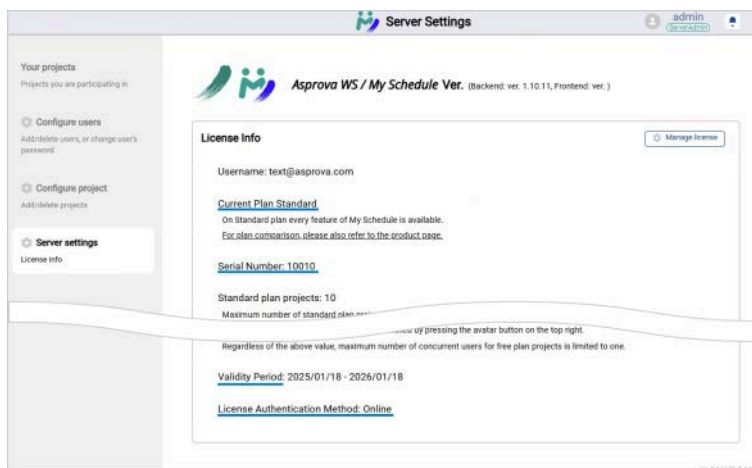 Server Settings
admin
(ServerAdmin)
Your projects
Projects you are participating in
Configure users
Add/delete users, or change user's
password
Configure project
Add/delete projects
Server settings
License Info
Asprova WS / My Schedule Ver. (Backend: ver. 1.10.11, Frontend: ver. )
License Info
Manage license
Username: text@asprova.com
Current Plan Standard
On Standard plan every feature of My Schedule is available.
For plan comparison, please also refer to the product page.
Serial Number: 10010
Standard plan projects: 10
Maximum number of standard plan
by pressing the avatar button on the top right.
Regardless of the above value, maximum number of concurrent users for free plan projects is limited to one.
Validity Period: 2025/01/18 - 2026/01/18
License Authentication Method: Online